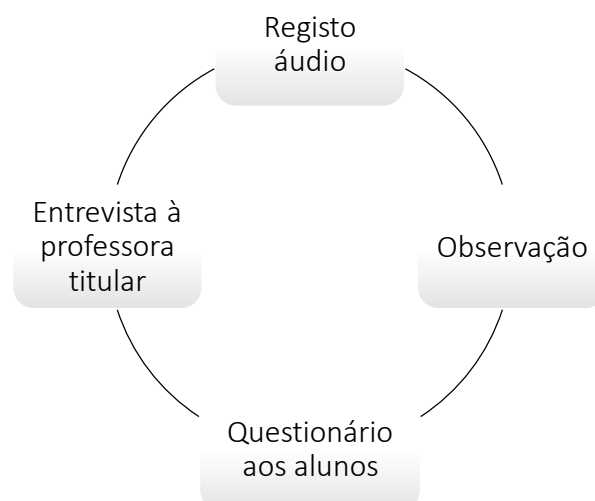 Registo
áudio
Entrevista à
professora
titular
Observação
Questionário
aos alunos